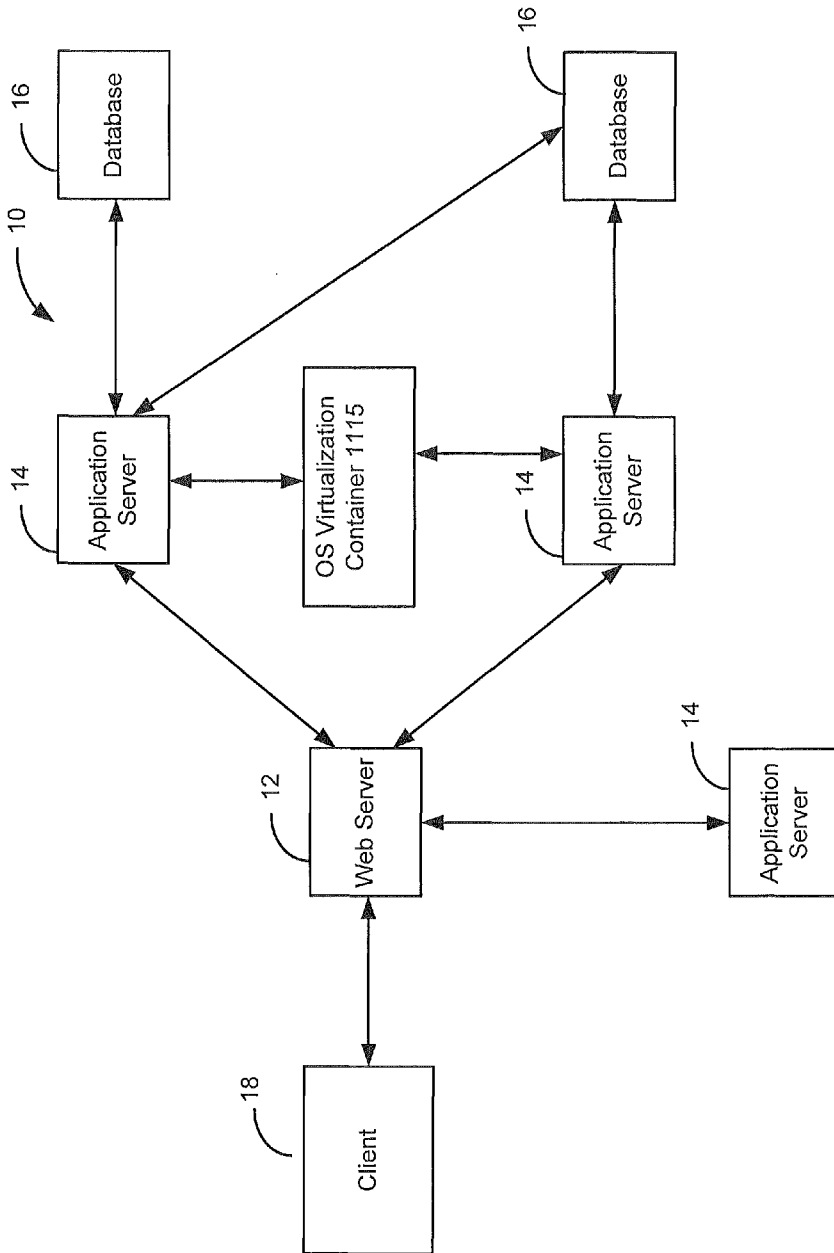 10
14
Application
Server
16
Database
18
Client
12
Web Server
OS Virtualization
Container 1115
14
Application
Server
16
Database
14
Application
Server